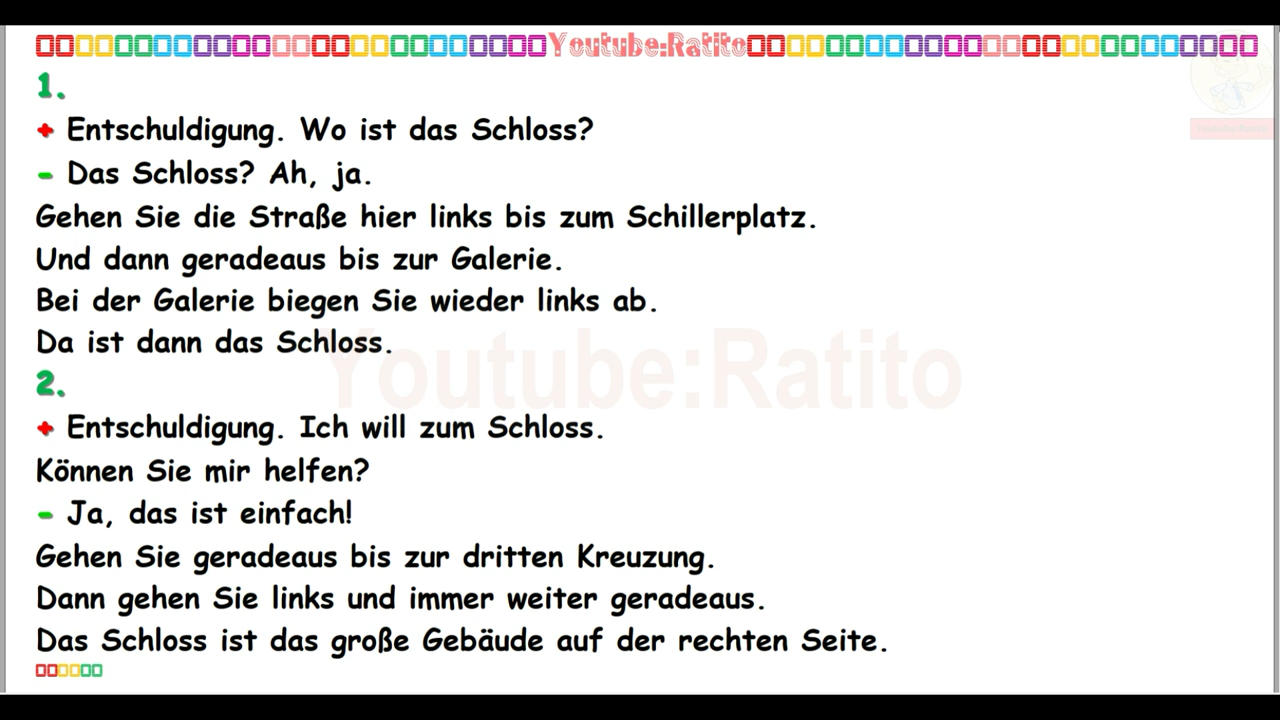 Youtube:Ratito
1.
+ Entschuldigung. Wo ist das Schloss?
- Das Schloss? Ah, ja.
Gehen Sie die Straße hier links bis zum Schillerplatz.
Und dann geradeaus bis zur Galerie.
Bei der Galerie biegen Sie wieder links ab.
Da ist dann das Schloss.
Youtube:Ratito
2.
+ Entschuldigung. Ich will zum Schloss.
Können Sie mir helfen?
- Ja, das ist einfach!
Gehen Sie geradeaus bis zur dritten Kreuzung.
Dann gehen Sie links und immer weiter geradeaus.
Das Schloss ist das große Gebäude auf der rechten Seite.